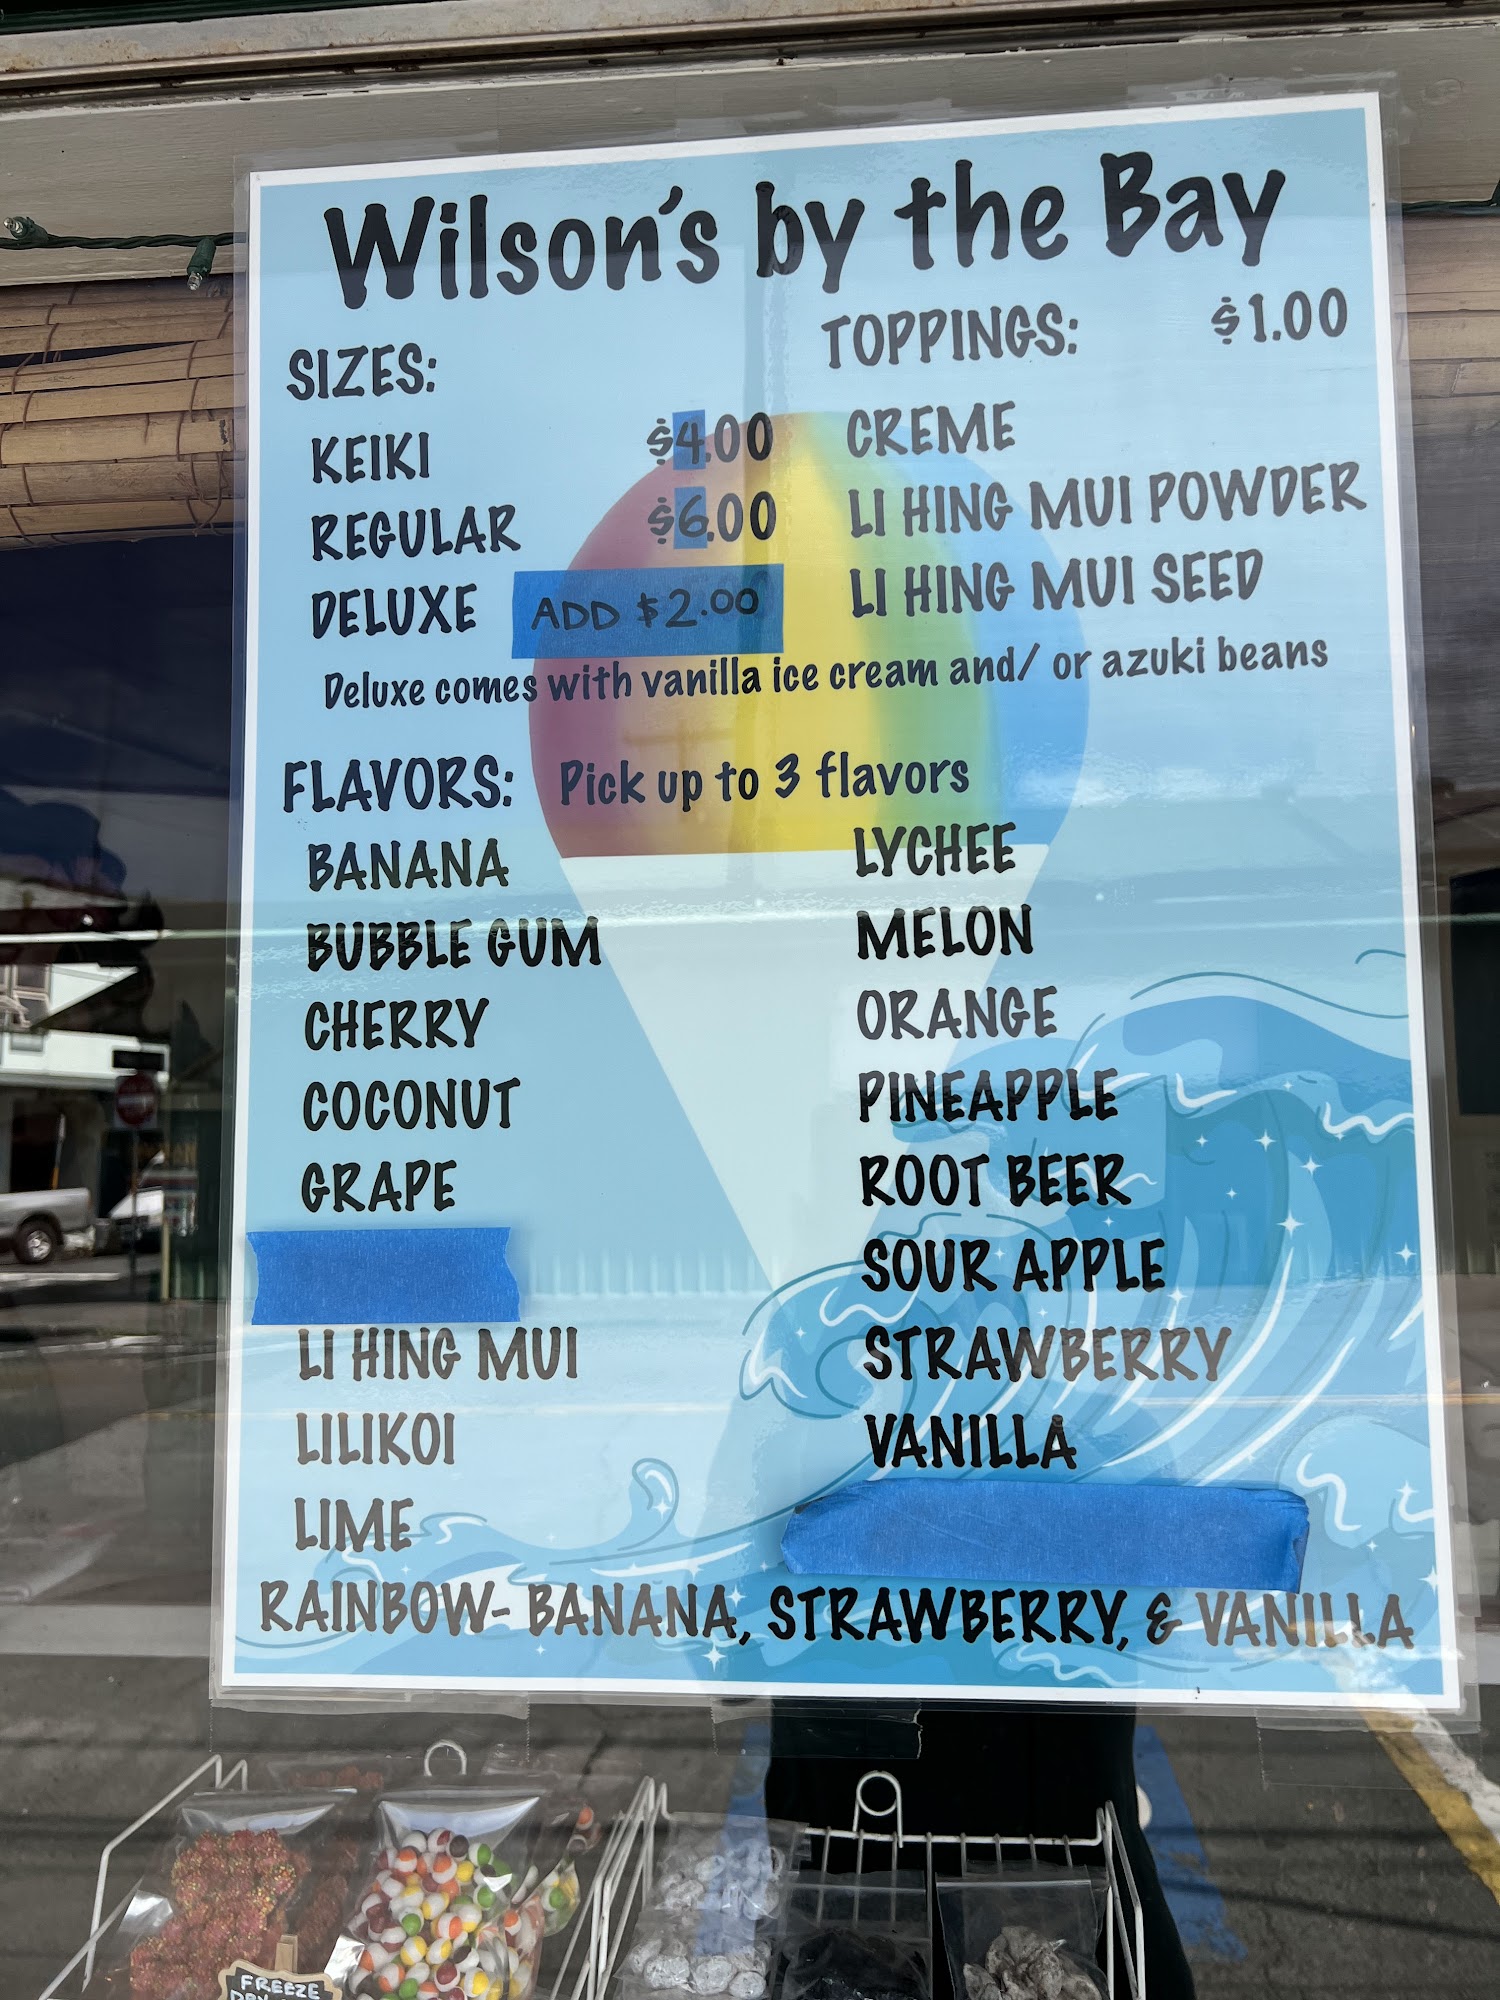 Wilson's by the Bay
SIZES:
KEIKI $4.00
REGULAR $6.00
DELUXE ADD $2.00
TOPPINGS: $1.00
CREME
LI HING MUI POWDER
LI HING MUI SEED
Deluxe comes with vanilla ice cream and/ or azuki beans
FLAVORS: Pick up to 3 flavors
BANANA
BUBBLE GUM
CHERRY
COCONUT
GRAPE
LI HING MUI
LILIKOI
LIME
LYCHEE
MELON
ORANGE
PINEAPPLE
ROOT BEER
SOUR APPLE
STRAWBERRY
VANILLA
RAINBOW- BANANA, STRAWBERRY, & VANILLA
FREEZE